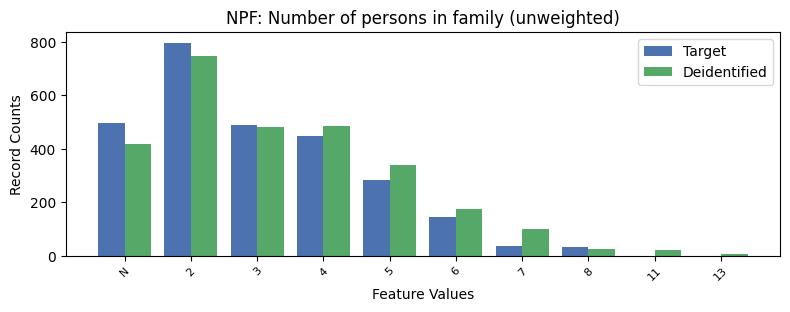 NPF: Number of persons in family (unweighted)
Target
Deidentified
Record Counts
800
600
400
200
0
N 2 3 4 5 6 7 8 11 13
Feature Values